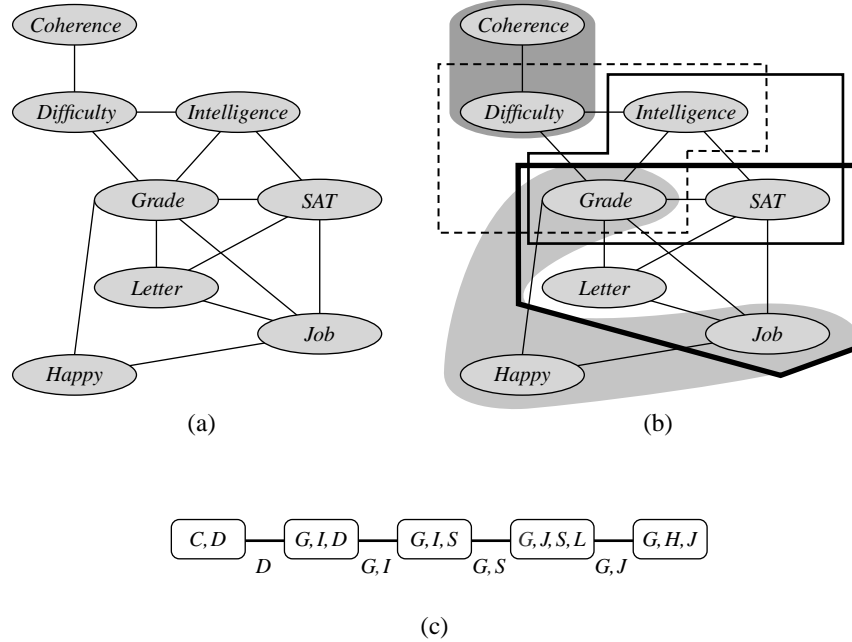 Coherence
Difficulty
Intelligence
Grade
SAT
Letter
Job
Happy
(a)
Coherence
Difficulty
Intelligence
Grade
SAT
Letter
Job
Happy
(b)
C, D
G, I, D
G, I, S
G, J, S, L
G, H, J
D
G, I
G, S
G, J
(c)